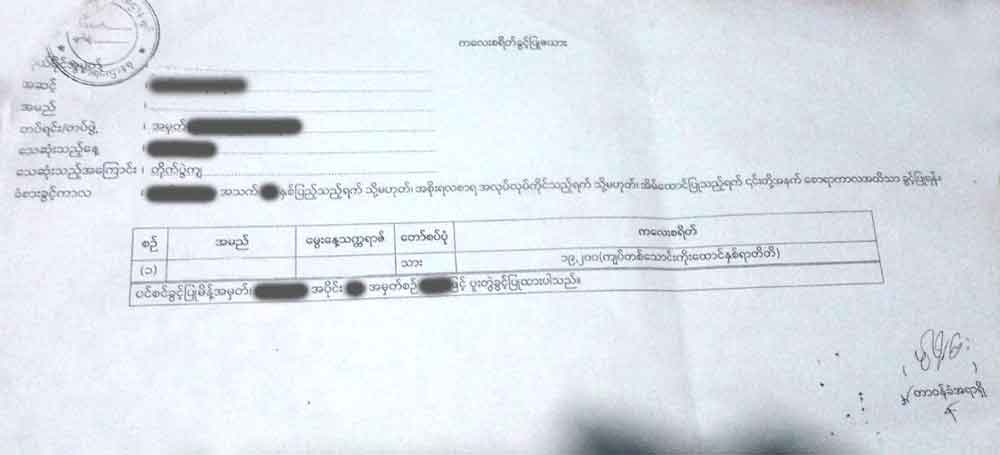 ကလေးစရိတ်ခွင့်ပြုဇယား
အဆင့် ၊
အမည် ၊
တပ်ရင်း/တပ်ဖွဲ့ ၊ အမှတ်
သေဆုံးသည့်နေ့ ၊
သေဆုံးသည့်အကြောင်း ၊ တိုက်ပွဲကျ
ခံစားခွင့်ကာလ ၊ အသက် နှစ်ပြည့်သည့်ရက် သို့မဟုတ်၊ အစိုးရလစာရ အလုပ်လုပ်ကိုင်သည့်ရက် သို့မဟုတ်၊ အိမ်ထောင်ပြုသည့်ရက် ၎င်းတို့အနက် စောရာကာလအထိသာ ခွင့်ပြုရန်။
စဉ် အမည် မွေးနေ့သက္ကရာဇ် တော်စပ်ပုံ ကလေးစရိတ်
(၁) သား ၁၉,၂၀၀(ကျပ်တစ်သောင်းကိုးထောင်နှစ်ရာတိတိ)
ပင်စင်ခွင့်ပြုမိန့်အမှတ်၊ အပိုင်း အမှတ်စဉ် ဖြင့် ပူးတွဲခွင့်ပြုထားပါသည်။
တာဝန်ခံအရာရှိ